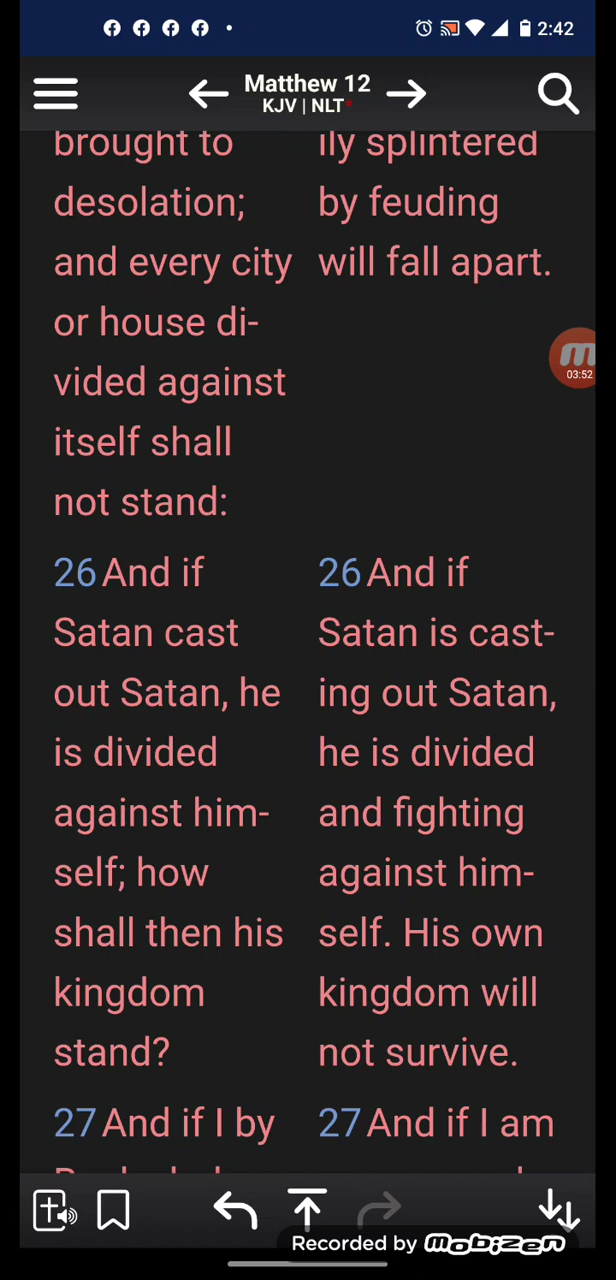 2:42
Matthew 12
KJV | NLT*
brought to
desolation;
and every city
or house di-
vided against
itself shall
not stand:
26 And if
Satan cast
out Satan, he
is divided
against him-
self; how
shall then his
kingdom
stand?
27 And if I by
ily splintered
by feuding
will fall apart.
26 And if
Satan is cast-
ing out Satan,
he is divided
and fighting
against him-
self. His own
kingdom will
not survive.
27 And if I am
03:52
Recorded by mobizen